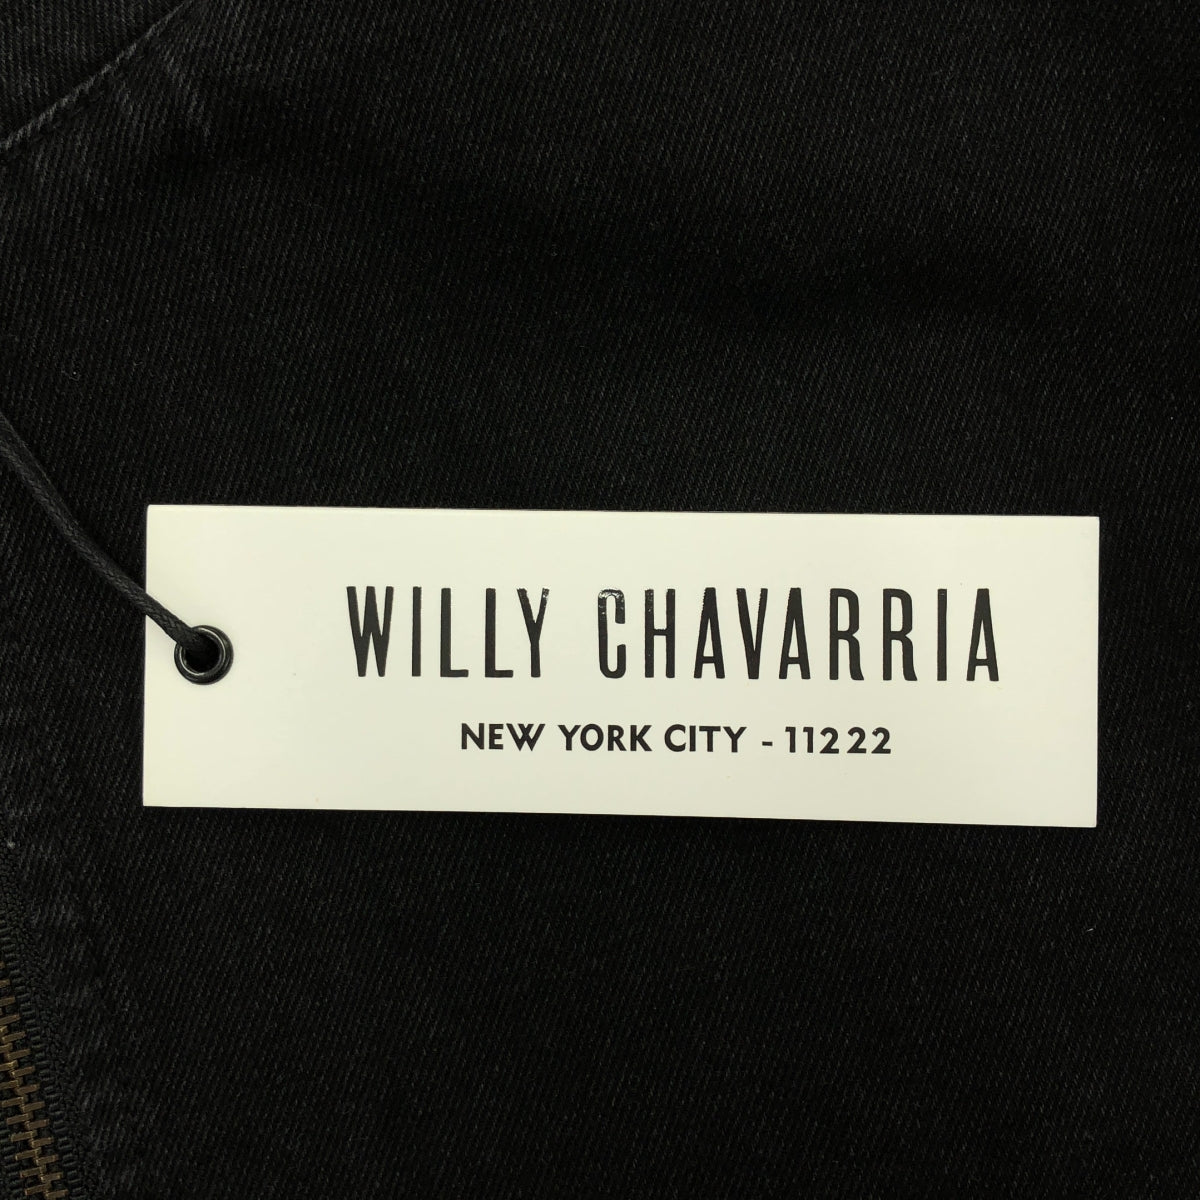 WILLY CHAVARRIA
NEW YORK CITY - 11222